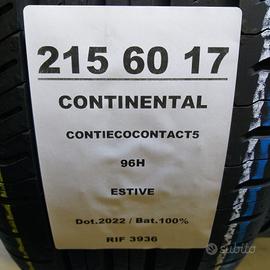 215 60 17
CONTINENTAL
CONTIECOCONTACT5
96H
ESTIVE
Dot.2022 / Bat.100%
RIF 3936
subito